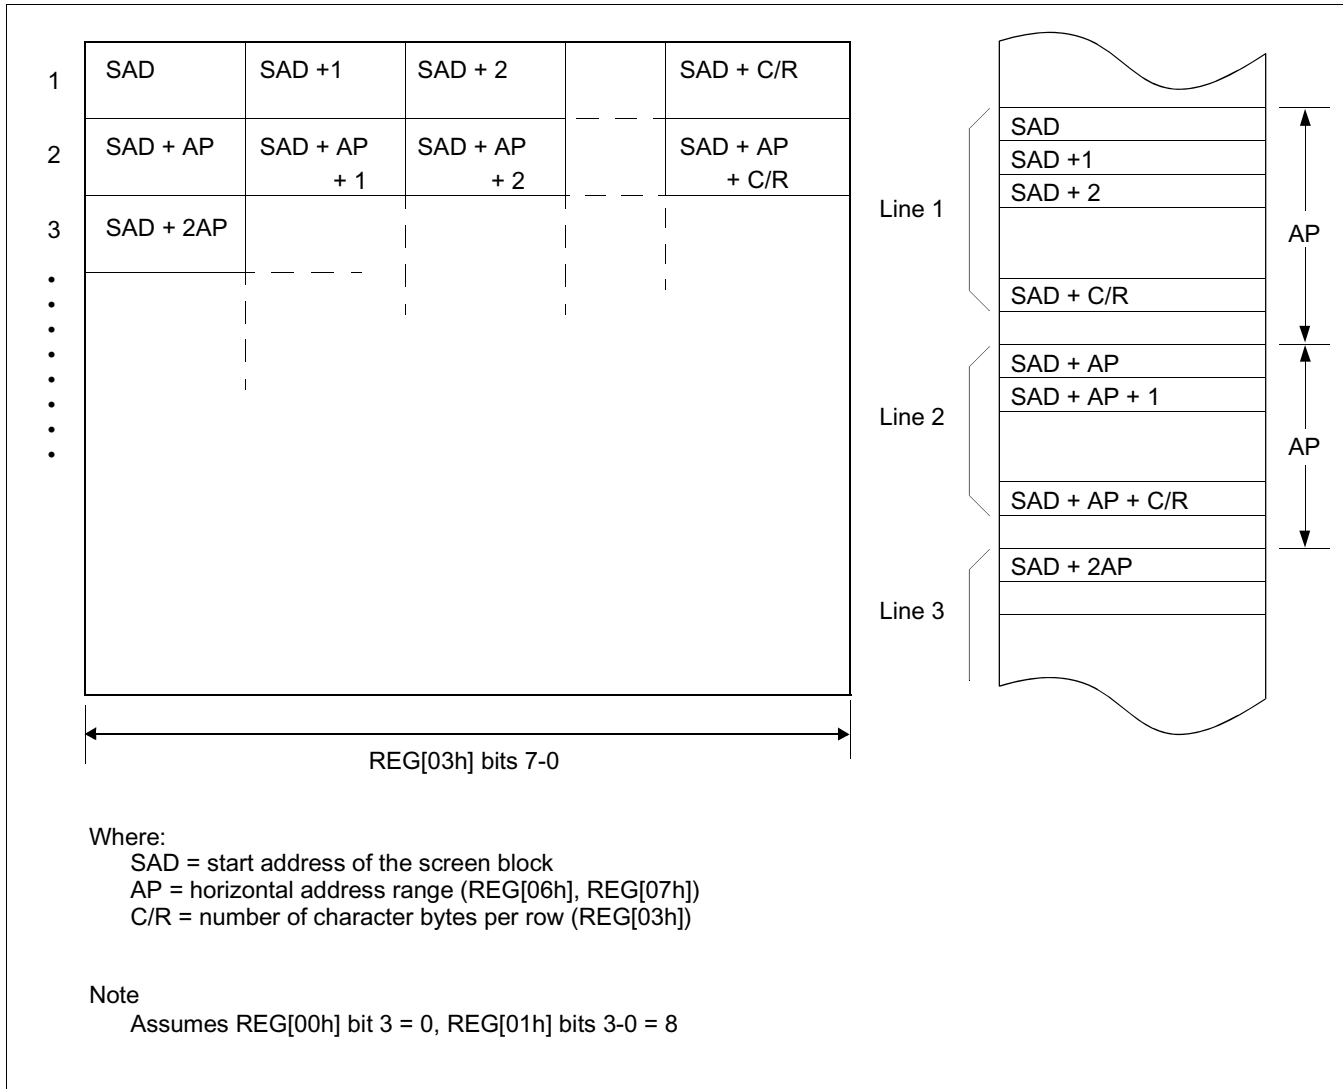 1
SAD
SAD +1
SAD + 2
SAD + C/R
2
SAD + AP
SAD + AP
+ 1
SAD + AP
+ 2
SAD + AP
+ C/R
3
SAD + 2AP
REG[03h] bits 7-0
Line 1
SAD
SAD +1
SAD + 2
SAD + C/R
AP
Line 2
SAD + AP
SAD + AP + 1
SAD + AP + C/R
AP
Line 3
SAD + 2AP
Where:
SAD = start address of the screen block
AP = horizontal address range (REG[06h], REG[07h])
C/R = number of character bytes per row (REG[03h])
Note
Assumes REG[00h] bit 3 = 0, REG[01h] bits 3-0 = 8